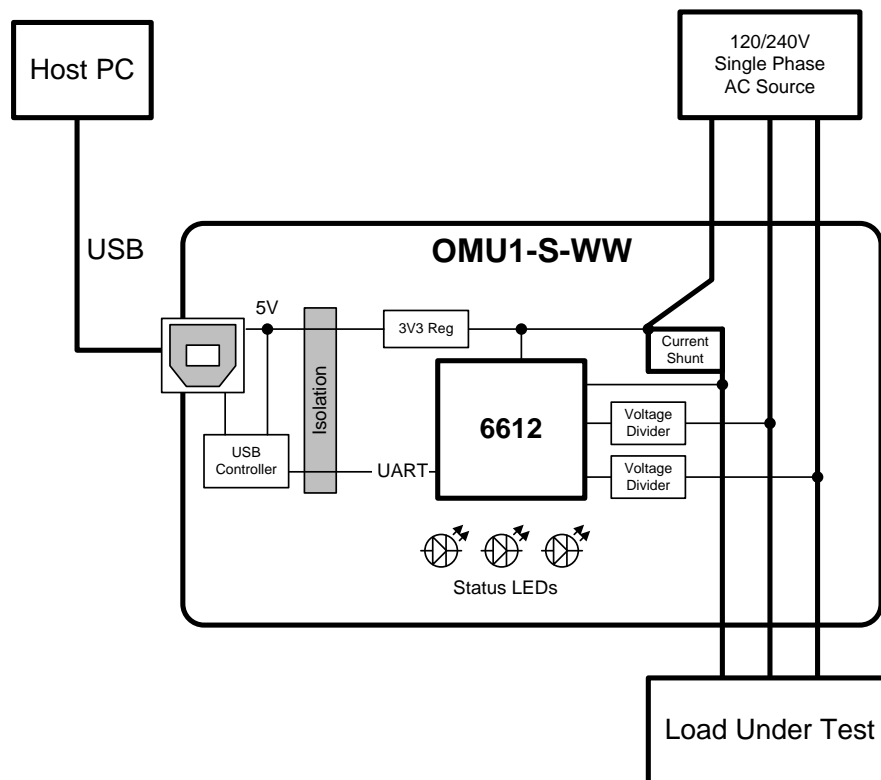 Host PC
120/240V
Single Phase
AC Source
USB
OMU1-S-WW
5V
3V3 Reg
Current
Shunt
Isolation
6612
Voltage
Divider
USB
Controller
UART
Voltage
Divider
Status LEDs
Load Under Test